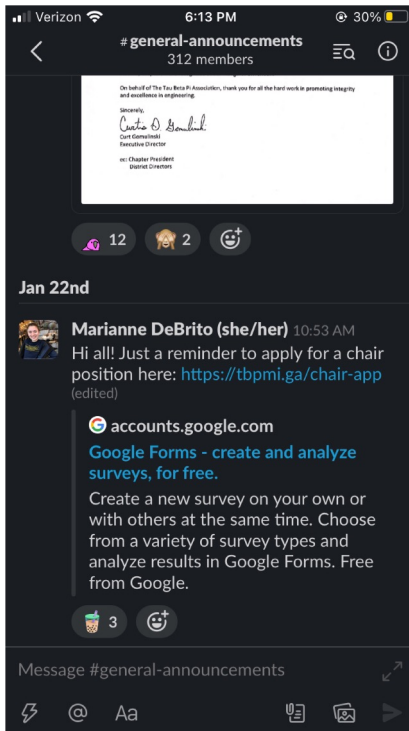 Verizon 6:13 PM 30%
#general-announcements
312 members
On behalf of The Tau Beta Pi Association, thank you for all the hard work in promoting integrity
and excellence in engineering.
Sincerely,
Curtis D. Gomulinski
Curt Gomulinski
Executive Director
cc: Chapter President
District Directors
12 2
Jan 22nd
Marianne DeBrito (she/her) 10:53 AM
Hi all! Just a reminder to apply for a chair
position here: https://tbpmi.ga/chair-app
(edited)
accounts.google.com
Google Forms - create and analyze
surveys, for free.
Create a new survey on your own or
with others at the same time. Choose
from a variety of survey types and
analyze results in Google Forms. Free
from Google.
3
Message #general-announcements
@ Aa